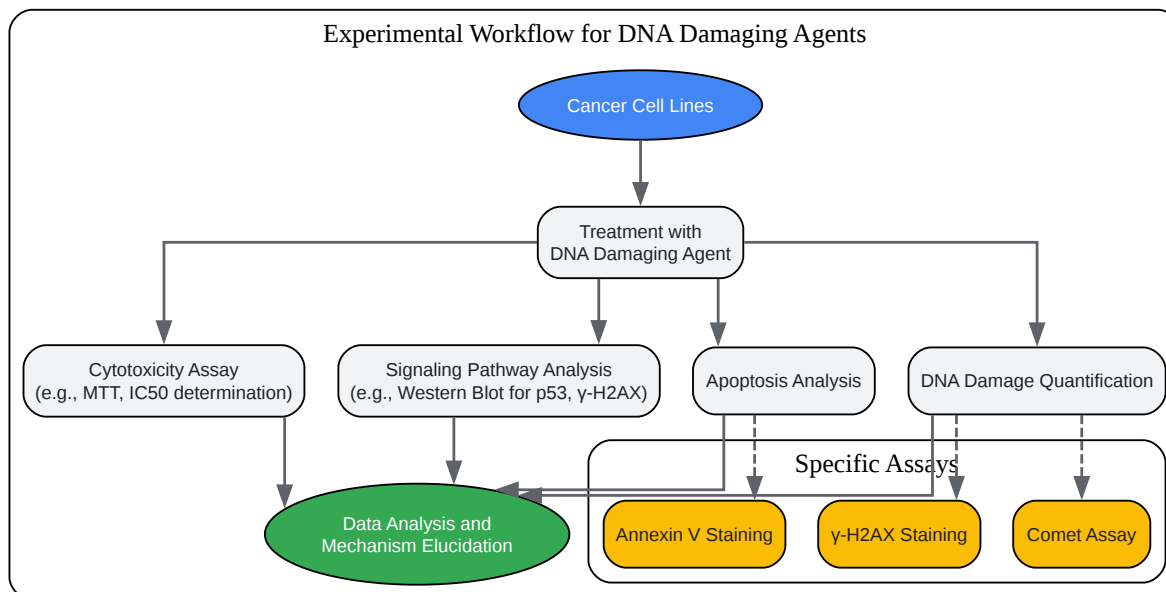 Experimental Workflow for DNA Damaging Agents
Cancer Cell Lines
Treatment with
DNA Damaging Agent
Cytotoxicity Assay
(e.g., MTT, IC50 determination)
Signaling Pathway Analysis
(e.g., Western Blot for p53, γ-H2AX)
Apoptosis Analysis
DNA Damage Quantification
Specific Assays
Data Analysis and
Mechanism Elucidation
Annexin V Staining
γ-H2AX Staining
Comet Assay